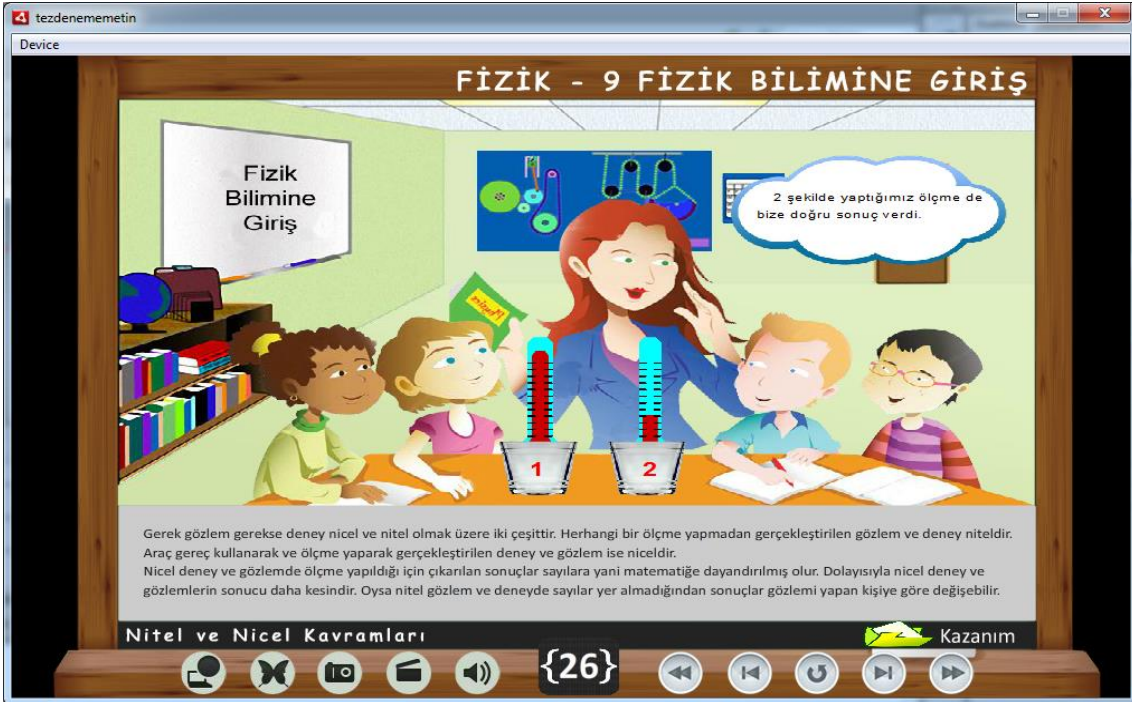 tezdenememetin
Device
FİZİK - 9 FİZİK BİLİMİNE GİRİŞ
Fizik
Bilimine
Giriş
2 şekilde yaptığımız ölçme de
bize doğru sonuç verdi.
1
2
Gerek gözlem gerekse deney nicel ve nitel olmak üzere iki çeşittir. Herhangi bir ölçme yapmadan gerçekleştirilen gözlem ve deney niteldir.
Araç gereç kullanarak ve ölçme yaparak gerçekleştirilen deney ve gözlem ise niceldir.
Nicel deney ve gözlemde ölçme yapıldığı için çıkarılan sonuçlar sayılara yani matematiğe dayandırılmış olur. Dolayısıyla nicel deney ve
gözlemlerin sonucu daha kesindir. Oysa nitel gözlem ve deneyde sayılar yer almadığından sonuçlar gözlemi yapan kişiye göre değişebilir.
Nitel ve Nicel Kavramları
Kazanım
{26}